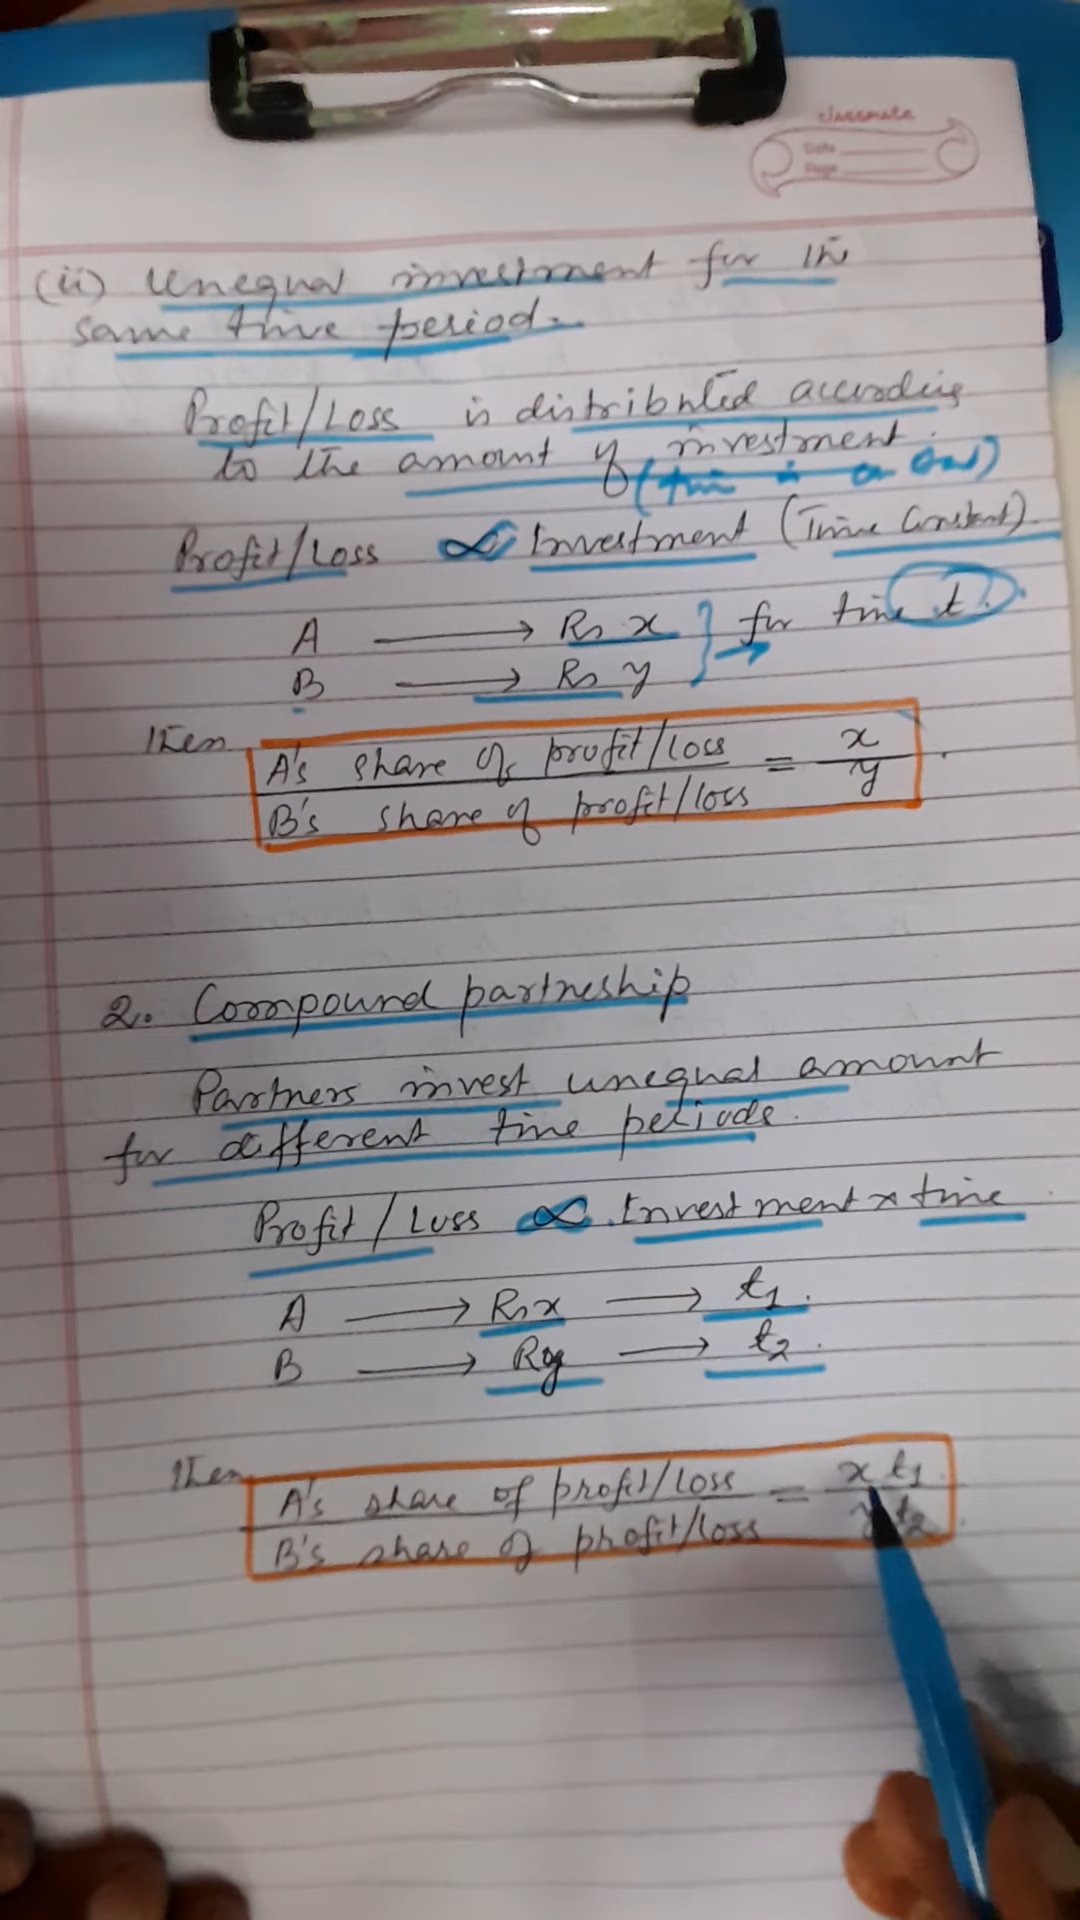 classmate
Date
Page
(ii) Unequal investment for the
same time period.
Profit/Loss is distributed according
to the amount of investment.
Profit/Loss ∝ Investment (Time Constant).
A ⟶ Rs x } for time t.
B ⟶ Rs y
then
A's share of profit/loss = x
B's share of profit/loss y
2. Compound partneship
Partners invest unequal amount
for different time periods.
Profit/Loss ∝ Investment × time
A ⟶ Rs x ⟶ t1.
B ⟶ Rs y ⟶ t2.
then
A's share of profit/loss = x t1
B's share of profit/loss y t2